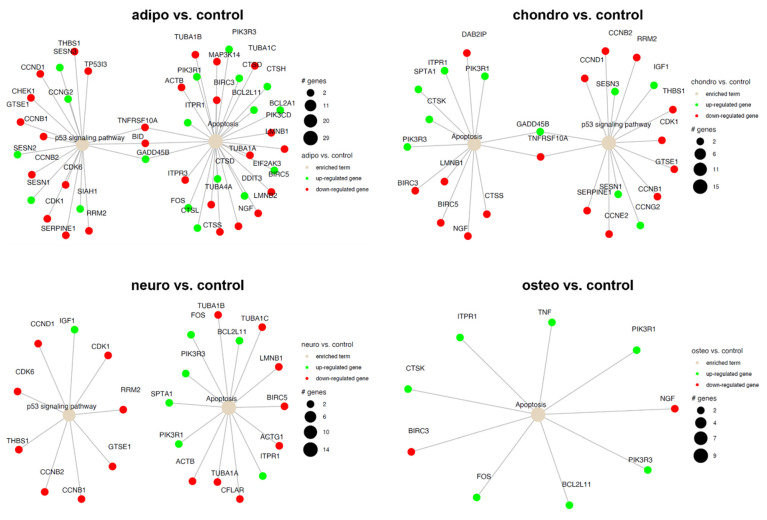 adipo vs. control
THBS1
SESN3
TP53I3
CCND1
CHEK1
CCNG2
GTSE1
CCNB1
p53 signaling pathway
SESN2
CCNB2
CDK6
SESN1
SIAH1
CDK1
RRM2
SERPINE1
TNFRSF10A
BID
GADD45B
PIK3R3
TUBA1B
TUBA1C
MAP3K14
CTSO
PIK3R1
CTSH
ACTB
BIRC3
BCL2L11
ITPR1
BCL2A1
PIK3CD
Apoptosis
LMNB1
TUBA1A
CTSD
EIF2AK3
ITPR3
BIRC5
DDIT3
TUBA4A
LMNB2
FOS
CTSL
NGF
CTSS
# genes
2
11
20
29
adipo vs. control
enriched term
up-regulated gene
down-regulated gene
chondro vs. control
DAB2IP
ITPR1
SPTA1
PIK3R1
CTSK
PIK3R3
Apoptosis
LMNB1
BIRC3
BIRC5
CTSS
NGF
GADD45B
TNFRSF10A
CCNB2
RRM2
CCND1
IGF1
SESN3
THBS1
CDK1
p53 signaling pathway
GTSE1
SESN1
CCNB1
SERPINE1
CCNG2
CCNE2
chondro vs. control
enriched term
up-regulated gene
down-regulated gene
# genes
2
6
11
15
neuro vs. control
IGF1
CCND1
CDK1
CDK6
RRM2
p53 signaling pathway
THBS1
GTSE1
CCNB2
CCNB1
TUBA1B
FOS
TUBA1C
BCL2L11
PIK3R3
LMNB1
SPTA1
BIRC5
Apoptosis
PIK3R1
ACTG1
ACTB
ITPR1
TUBA1A
CFLAR
neuro vs. control
enriched term
up-regulated gene
down-regulated gene
# genes
2
6
10
14
osteo vs. control
TNF
ITPR1
PIK3R1
CTSK
NGF
Apoptosis
BIRC3
PIK3R3
FOS
BCL2L11
osteo vs. control
enriched term
up-regulated gene
down-regulated gene
# genes
2
4
7
9